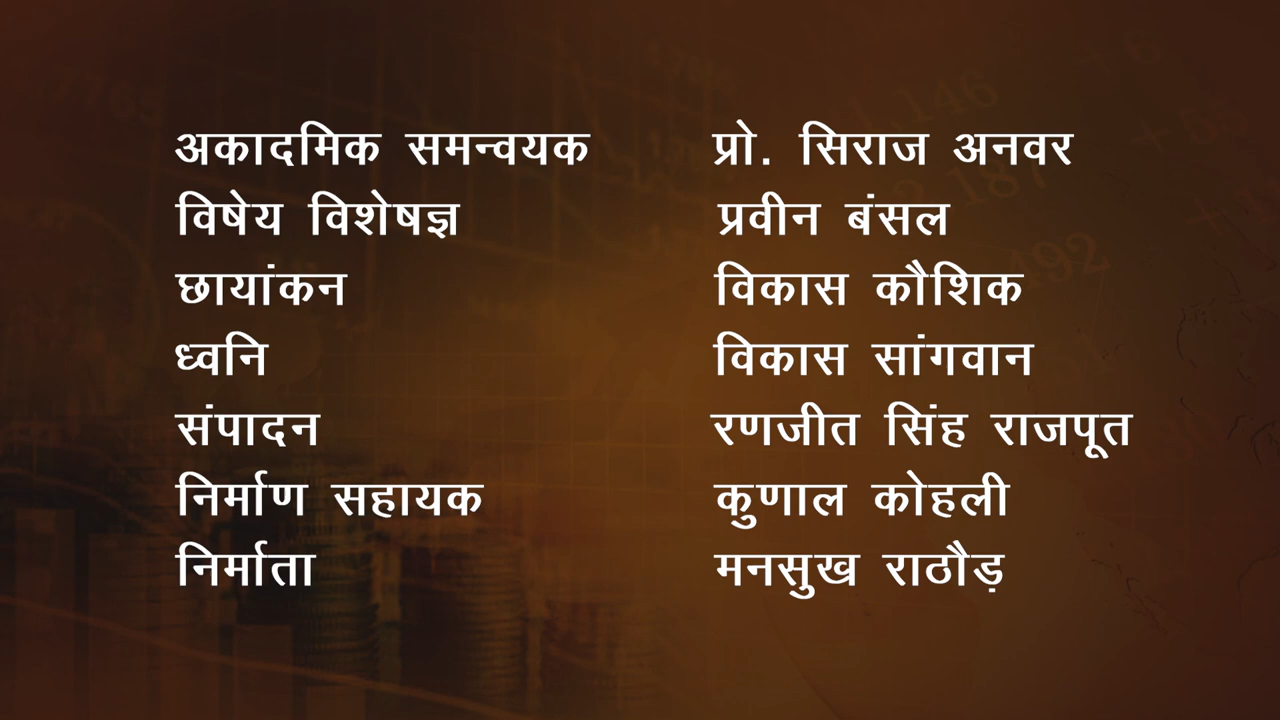 अकादमिक समन्वयक प्रो. सिराज अनवर
विषेय विशेषज्ञ प्रवीन बंसल
छायांकन विकास कौशिक
ध्वनि विकास सांगवान
संपादन रणजीत सिंह राजपूत
निर्माण सहायक कुणाल कोहली
निर्माता मनसुख राठौड़